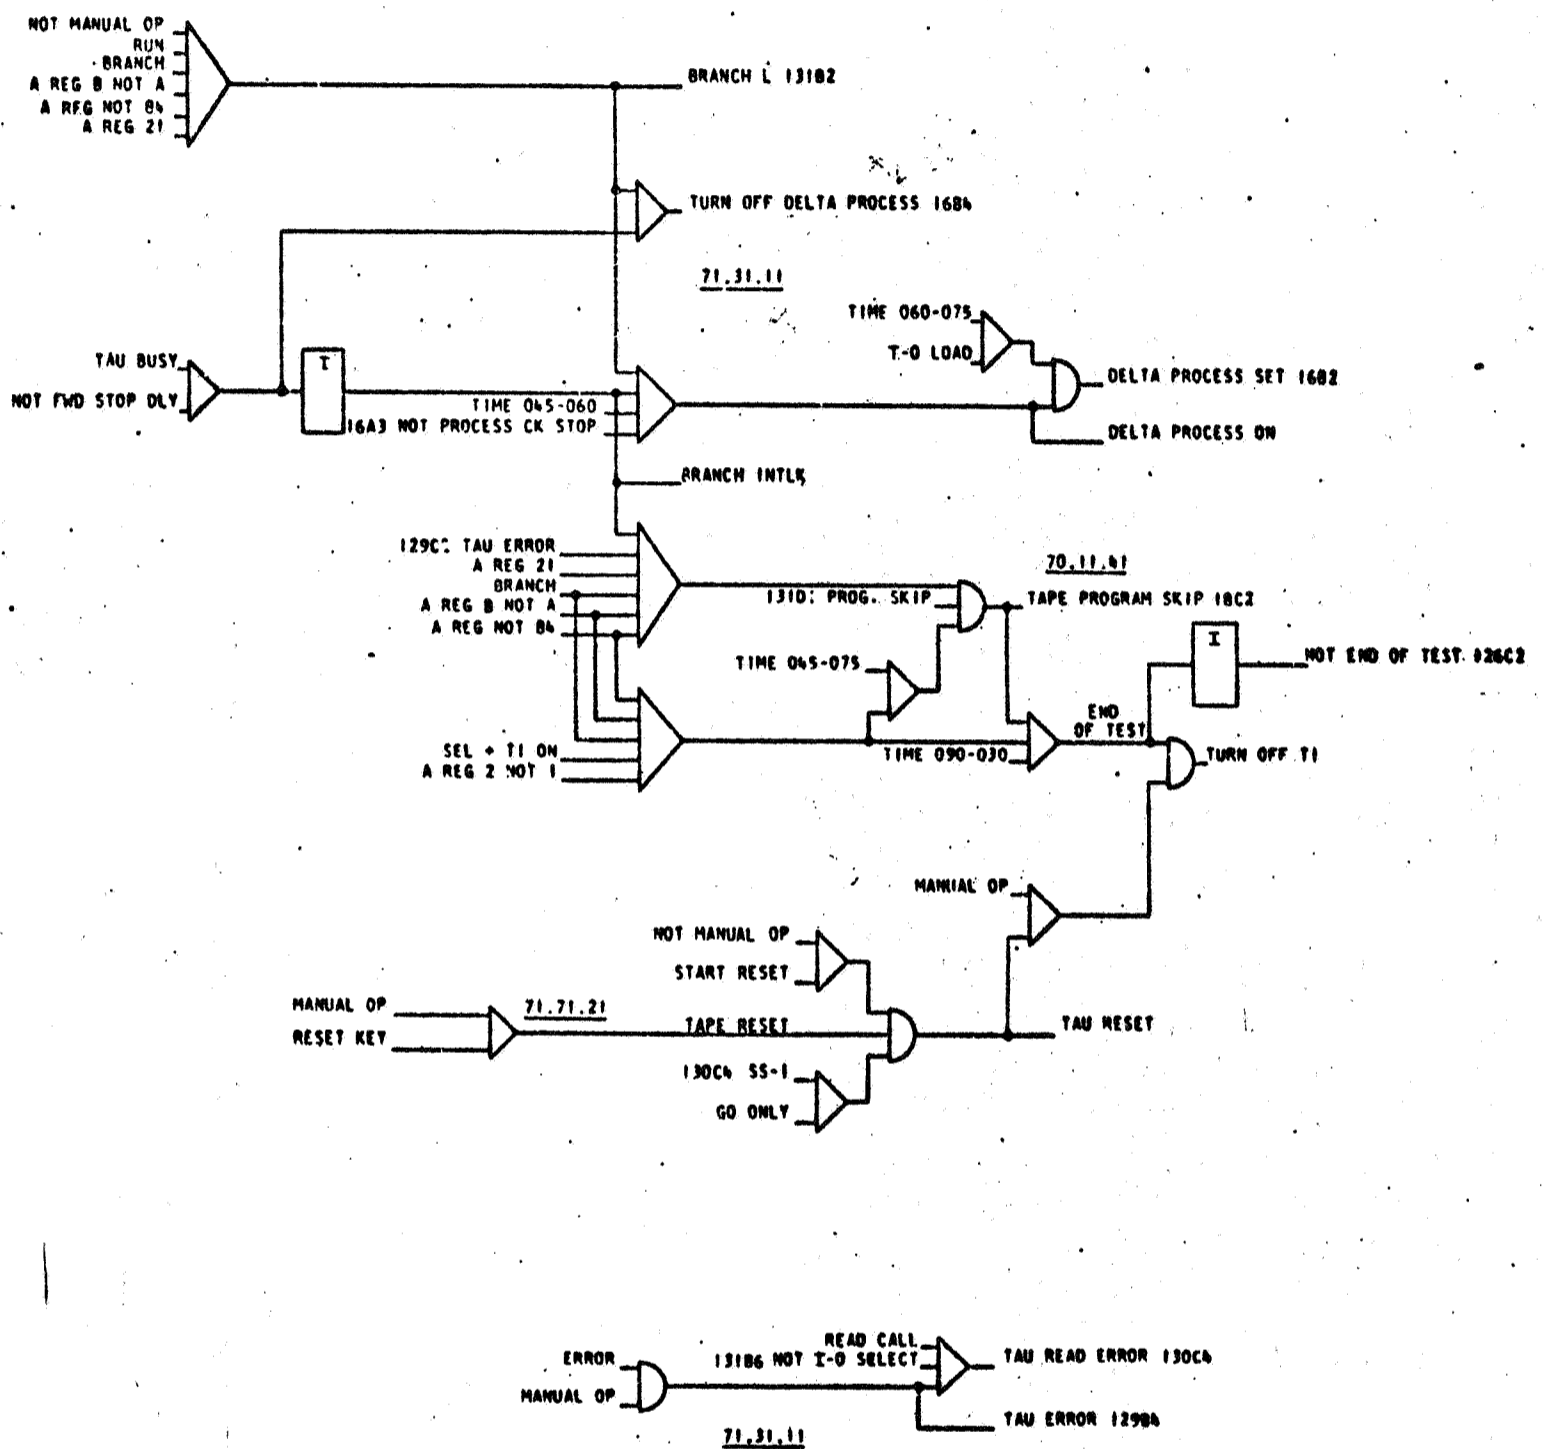 NOT MANUAL OP
RUN
BRANCH
A REG B NOT A
A REG NOT 84
A REG 21
BRANCH L 131B2
TURN OFF DELTA PROCESS 16B4
71.31.11
TIME 060-075
I-O LOAD
DELTA PROCESS SET 16B2
DELTA PROCESS ON
TAU BUSY
NOT FWD STOP DLY
I
TIME 045-060
16A3 NOT PROCESS CK STOP
BRANCH INTLK
TAU ERROR
A REG 21
BRANCH
A REG B NOT A
A REG NOT 84
SEL + TI ON
A REG 2 NOT 1
70.11.41
PROG. SKIP
TAPE PROGRAM SKIP 18C2
TIME 045-075
TIME 090-030
END
OF TEST
I
NOT END OF TEST 126C2
TURN OFF TI
MANUAL OP
NOT MANUAL OP
START RESET
MANUAL OP
RESET KEY
71.71.21
TAPE RESET
TAU RESET
130C4 SS-1
GO ONLY
READ CALL
131B6 NOT I-O SELECT
TAU READ ERROR 130C4
ERROR
MANUAL OP
TAU ERROR 129B4
71.31.11